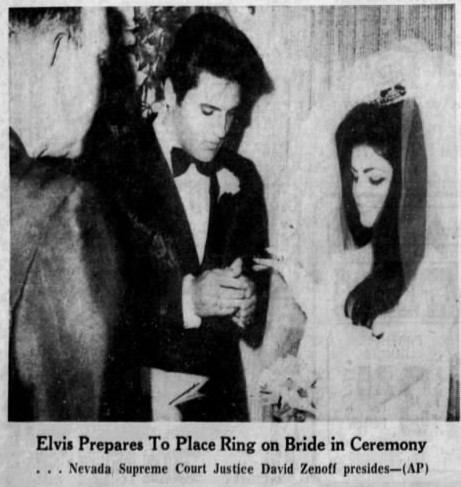 Elvis Prepares To Place Ring on Bride in Ceremony
. . . Nevada Supreme Court Justice David Zenoff presides—(AP)